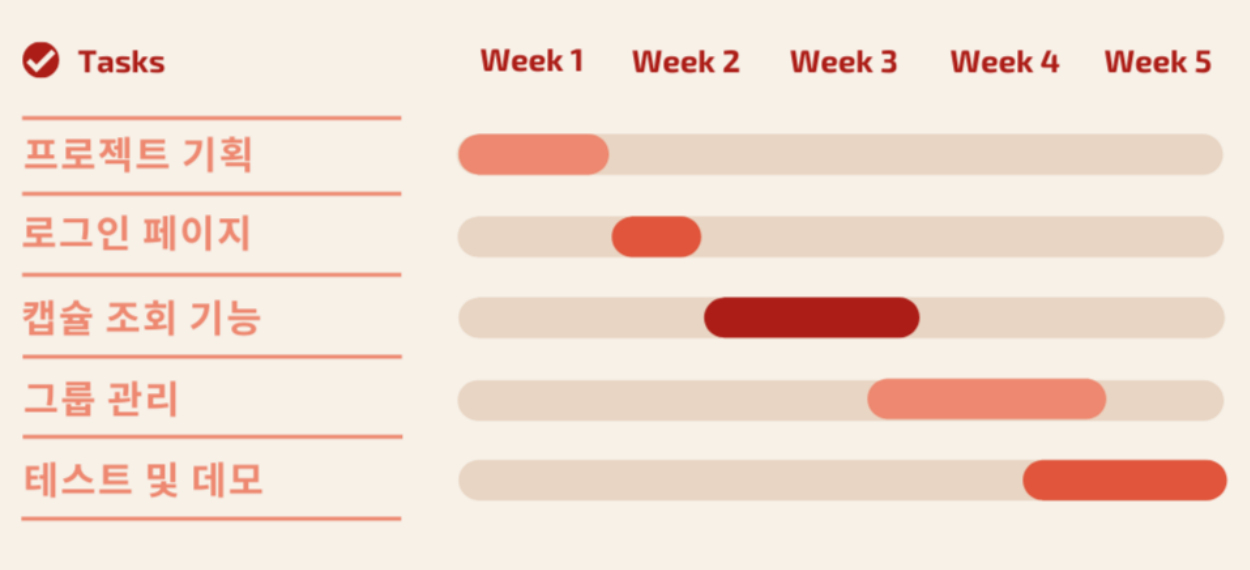 Tasks Week 1 Week 2 Week 3 Week 4 Week 5
프로젝트 기획
로그인 페이지
캡슐 조회 기능
그룹 관리
테스트 및 데모